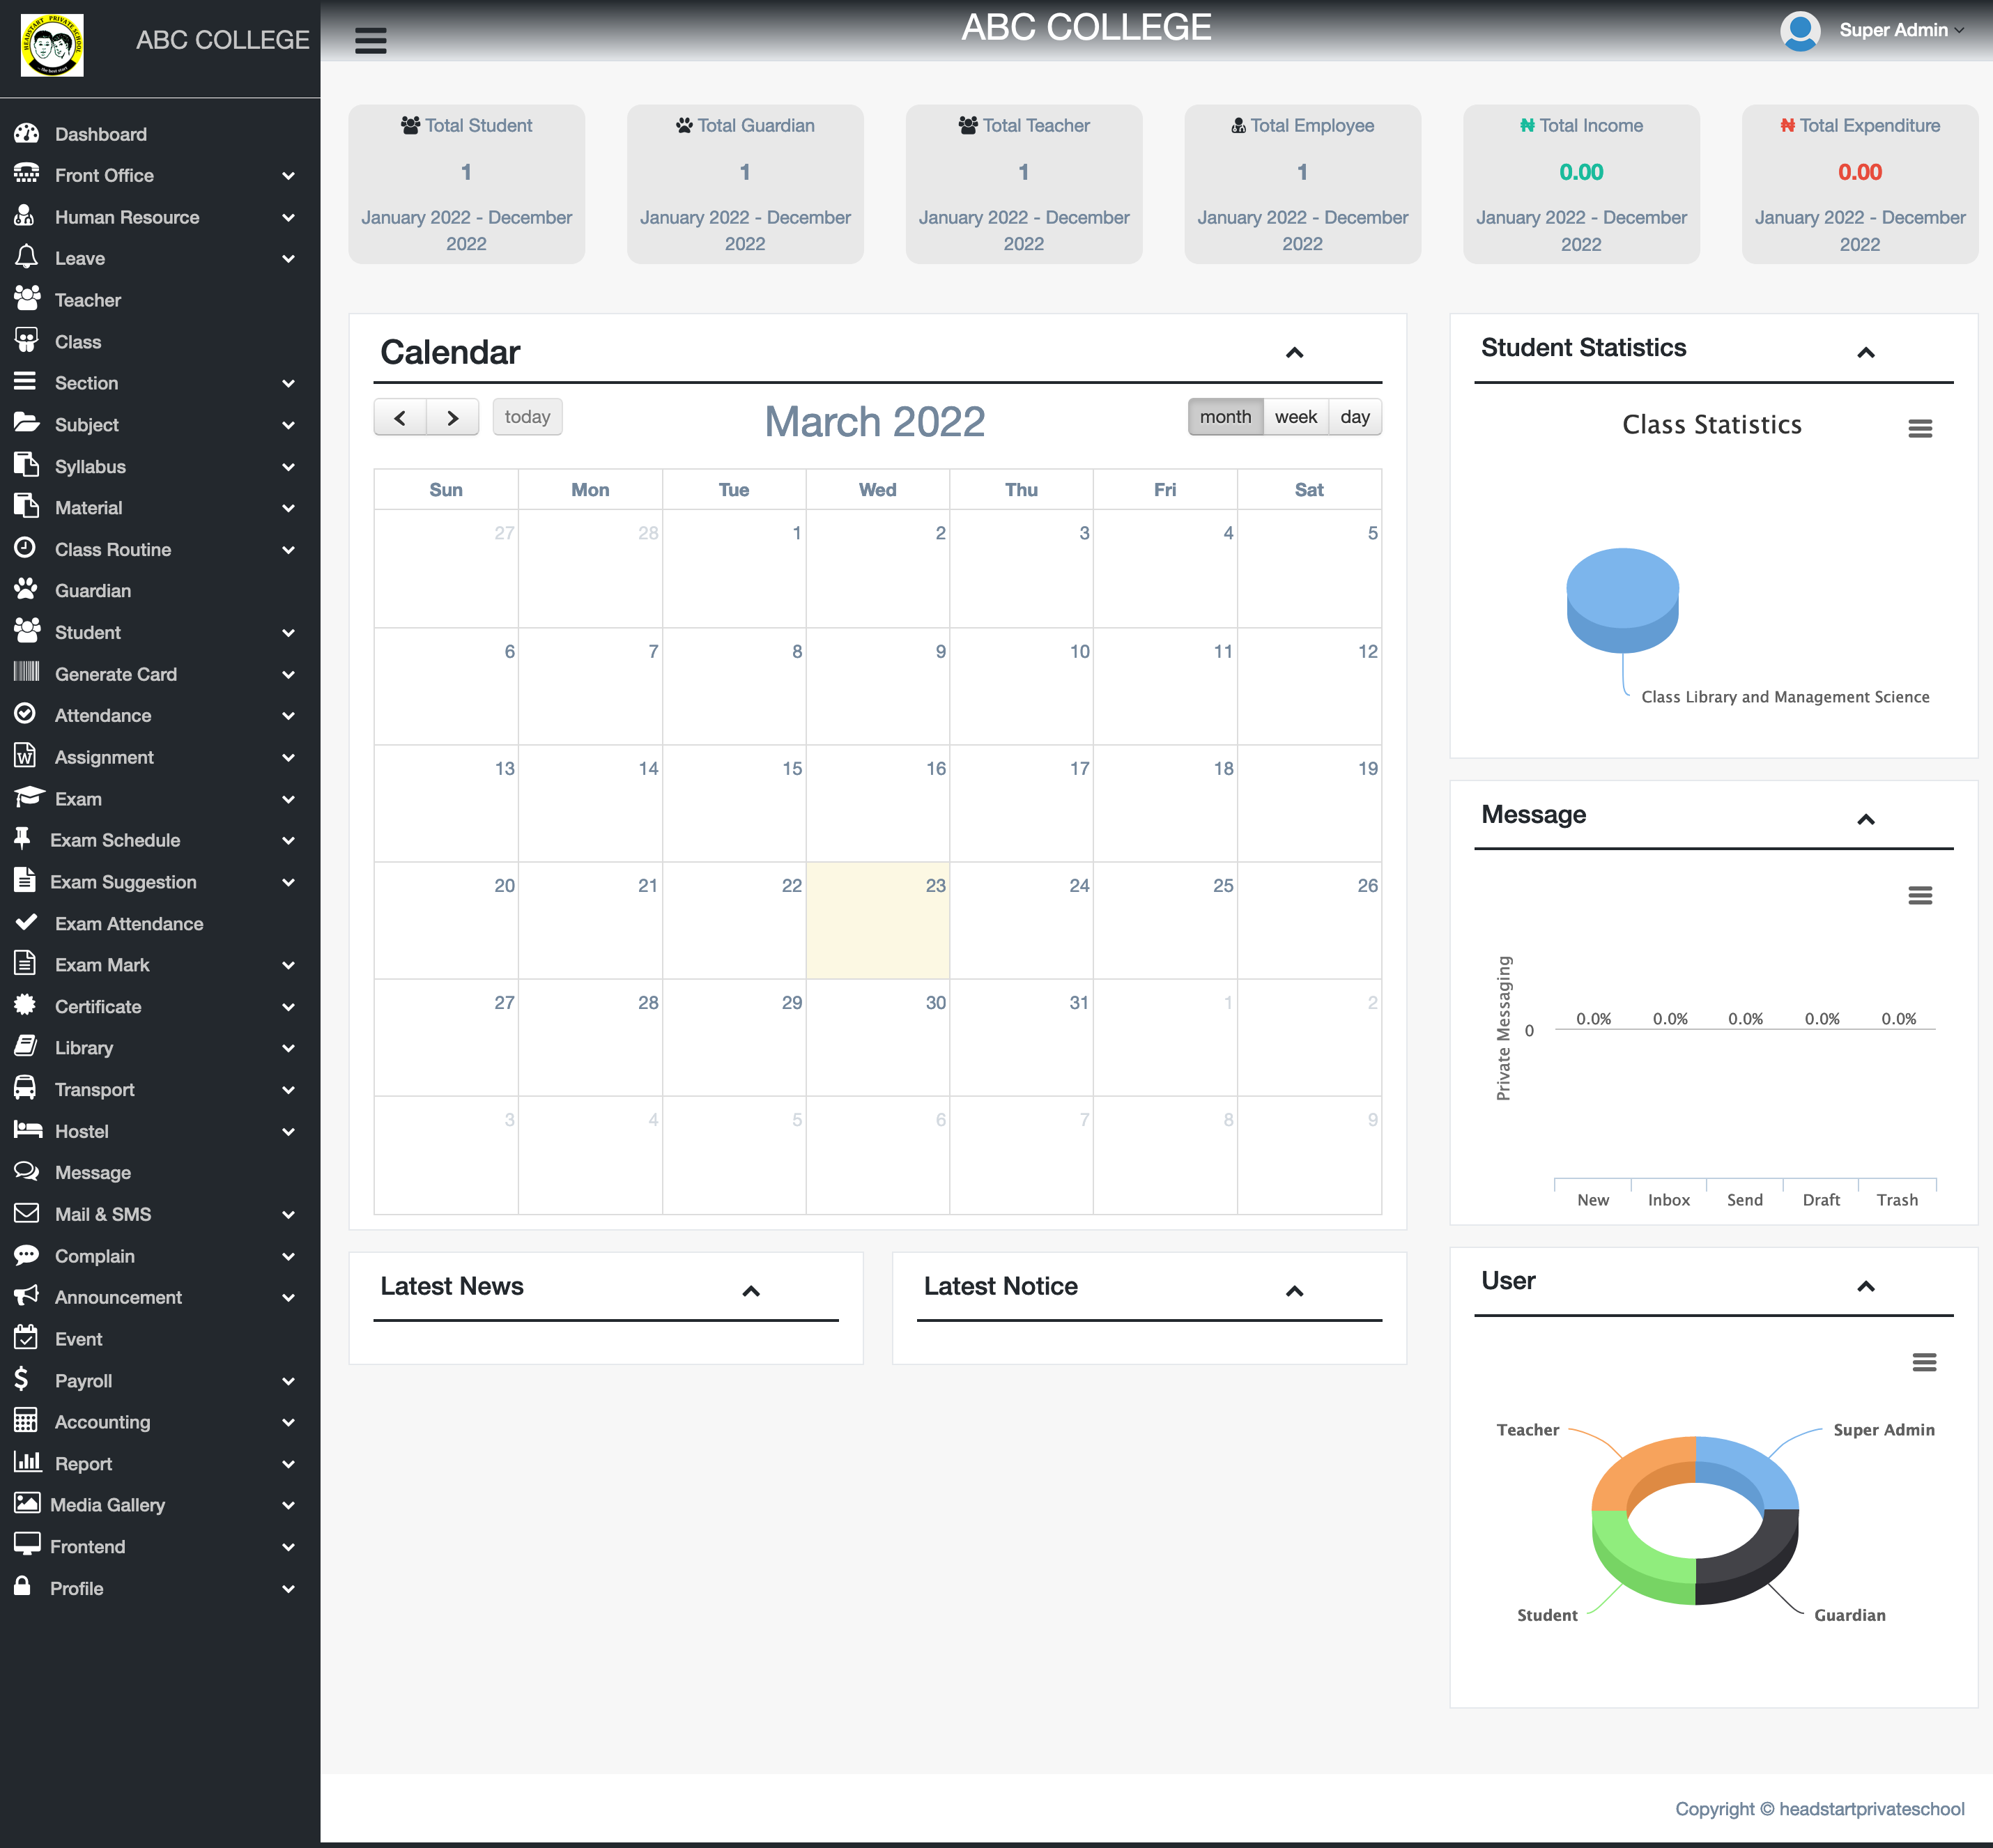 HEADSTART PRIVATE SCHOOL
ABC COLLEGE
ABC COLLEGE
Super Admin
Dashboard
Front Office
Human Resource
Leave
Teacher
Class
Section
Subject
Syllabus
Material
Class Routine
Guardian
Student
Generate Card
Attendance
Assignment
Exam
Exam Schedule
Exam Suggestion
Exam Attendance
Exam Mark
Certificate
Library
Transport
Hostel
Message
Mail & SMS
Complain
Announcement
Event
Payroll
Accounting
Report
Media Gallery
Frontend
Profile
Total Student
1
January 2022 - December
2022
Total Guardian
1
January 2022 - December
2022
Total Teacher
1
January 2022 - December
2022
Total Employee
1
January 2022 - December
2022
₦ Total Income
0.00
January 2022 - December
2022
₦ Total Expenditure
0.00
January 2022 - December
2022
Calendar
today
March 2022
month week day
Sun Mon Tue Wed Thu Fri Sat
27 28 1 2 3 4 5
6 7 8 9 10 11 12
13 14 15 16 17 18 19
20 21 22 23 24 25 26
27 28 29 30 31 1 2
3 4 5 6 7 8 9
Latest News
Latest Notice
Student Statistics
Class Statistics
Class Library and Management Science
Message
Private Messaging
0
0.0% 0.0% 0.0% 0.0% 0.0%
New Inbox Send Draft Trash
User
Teacher
Super Admin
Student
Guardian
Copyright © headstartprivateschool